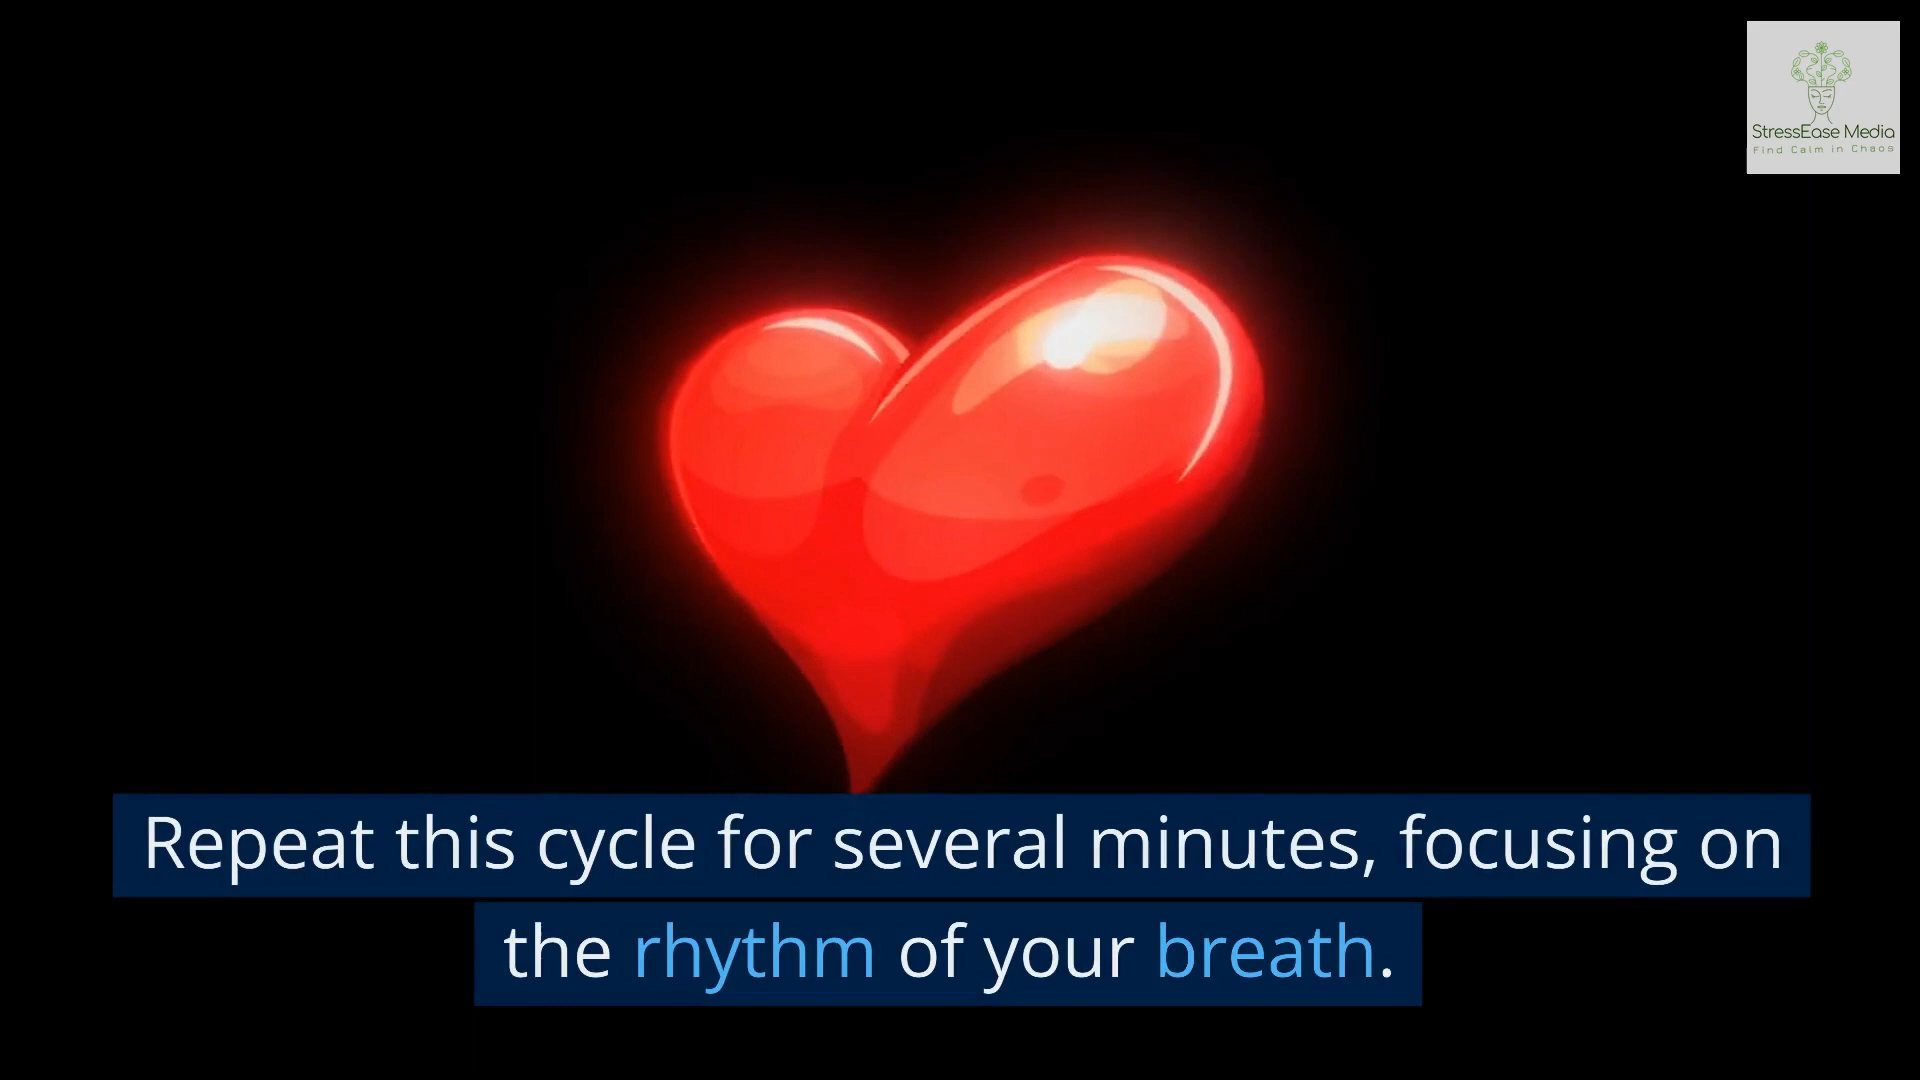 StressEase Media
Find Calm in Chaos
Repeat this cycle for several minutes, focusing on
the rhythm of your breath.